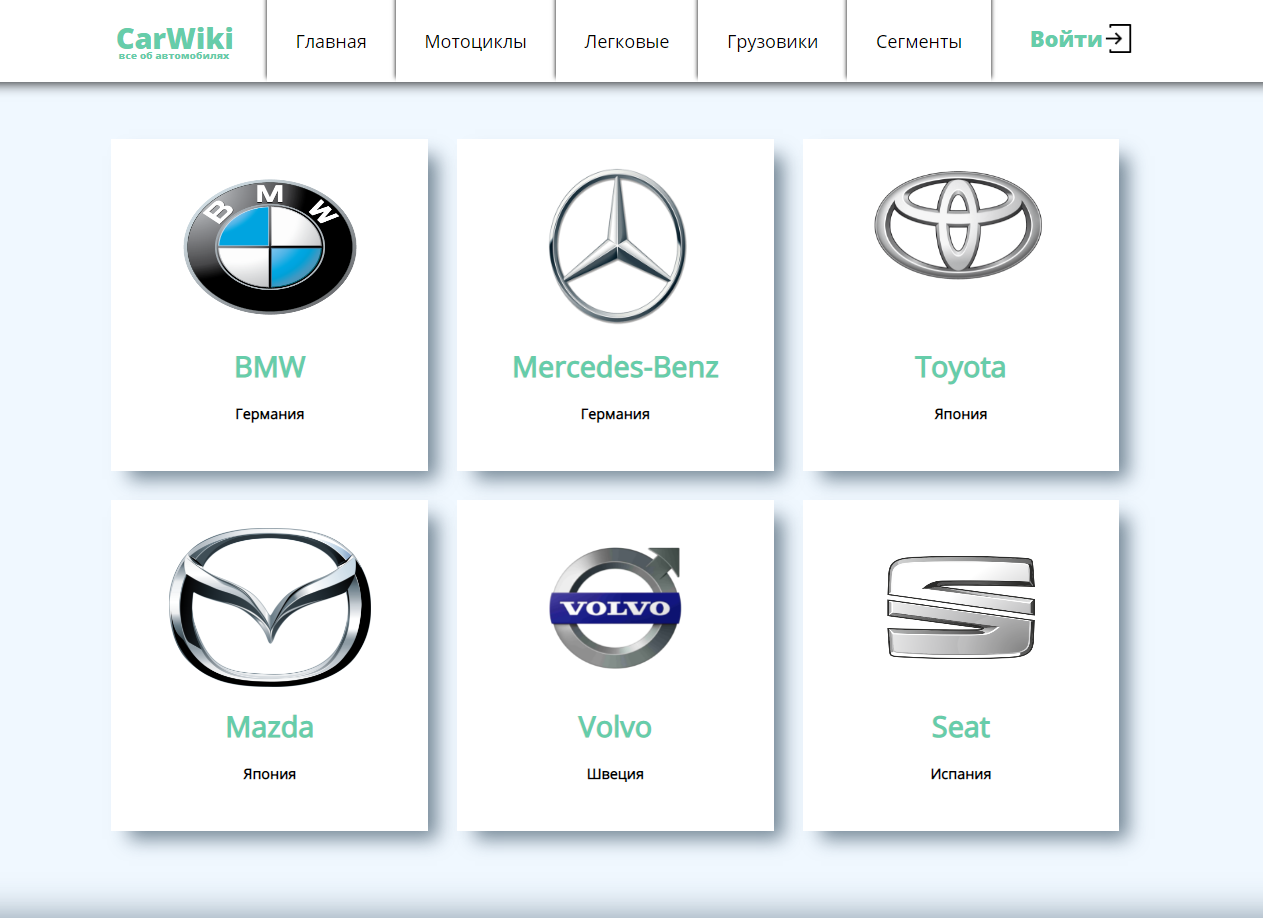 CarWiki
все об автомобилях
Главная
Мотоциклы
Легковые
Грузовики
Сегменты
Войти
BMW
BMW
Германия
Mercedes-Benz
Германия
Toyota
Япония
Mazda
Япония
VOLVO
Volvo
Швеция
Seat
Испания